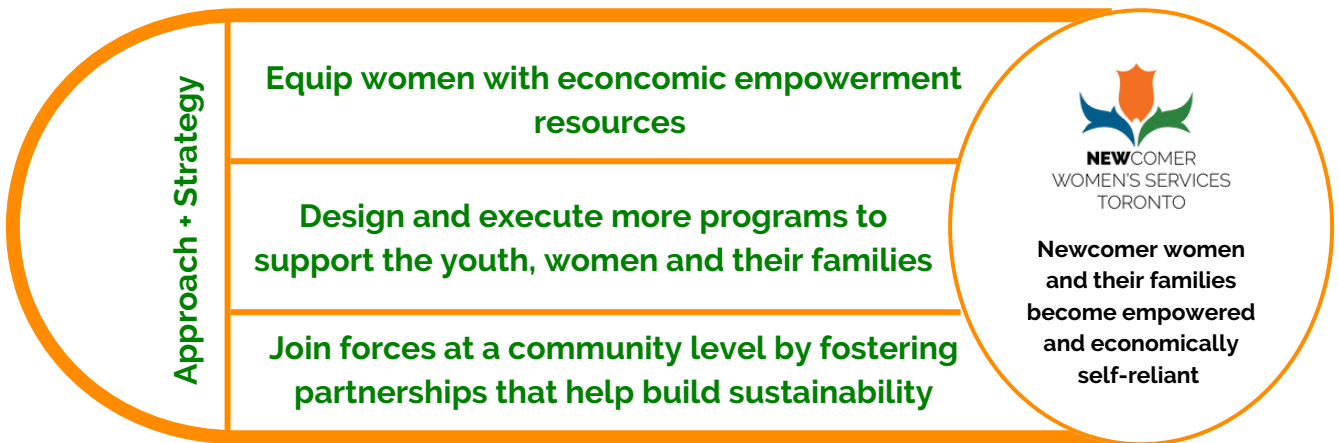 Approach + Strategy
Equip women with econcomic empowerment
resources
Design and execute more programs to
support the youth, women and their families
Join forces at a community level by fostering
partnerships that help build sustainability
NEWCOMER
WOMEN'S SERVICES
TORONTO
Newcomer women
and their families
become empowered
and economically
self-reliant